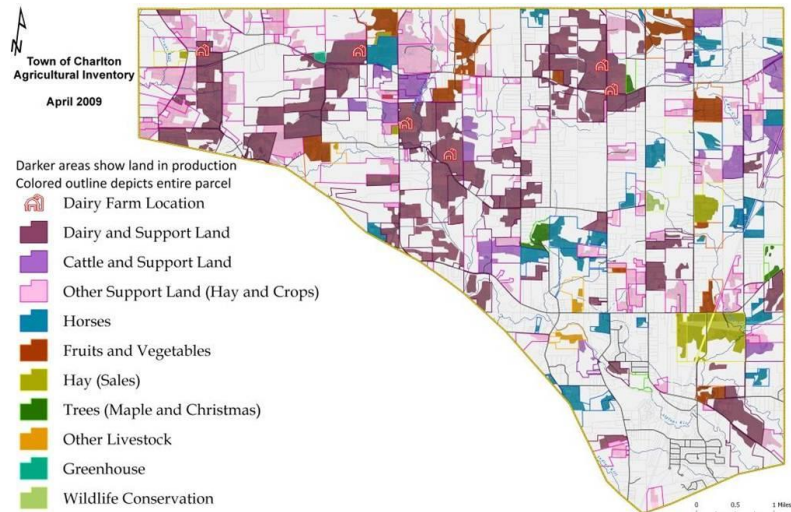 N
Town of Charlton
Agricultural Inventory
April 2009
Darker areas show land in production
Colored outline depicts entire parcel
Dairy Farm Location
Dairy and Support Land
Cattle and Support Land
Other Support Land (Hay and Crops)
Horses
Fruits and Vegetables
Hay (Sales)
Trees (Maple and Christmas)
Other Livestock
Greenhouse
Wildlife Conservation
0 0.5 1 Miles